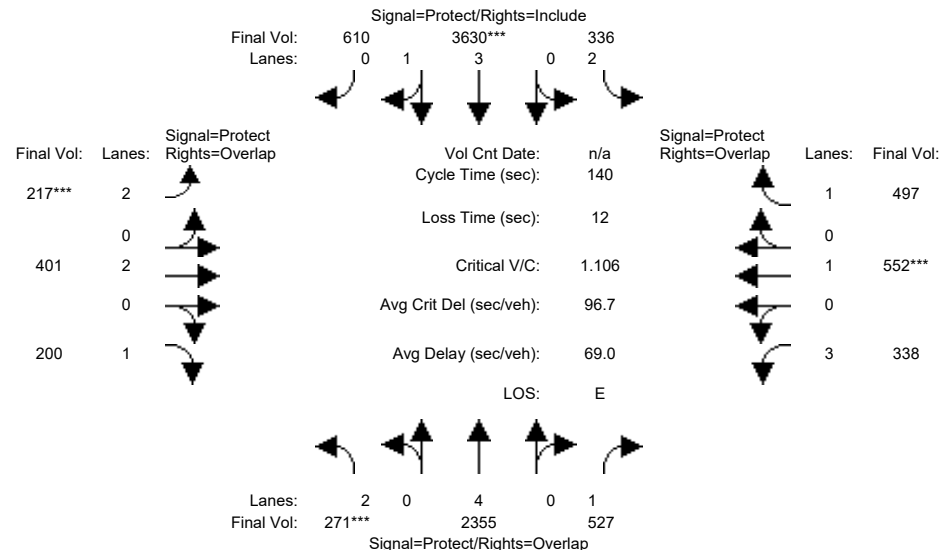 Signal=Protect/Rights=Include
Final Vol: 610 3630*** 336
Lanes: 0 1 3 0 2
Signal=Protect Signal=Protect
Final Vol: Lanes: Rights=Overlap Vol Cnt Date: n/a Rights=Overlap Lanes: Final Vol:
Cycle Time (sec): 140
217*** 2 1 497
Loss Time (sec): 12
0 0
401 2 Critical V/C: 1.106 1 552***
0 Avg Crit Del (sec/veh): 96.7 0
200 1 Avg Delay (sec/veh): 69.0 3 338
LOS: E
Lanes: 2 0 4 0 1
Final Vol: 271*** 2355 527
Signal=Protect/Rights=Overlap